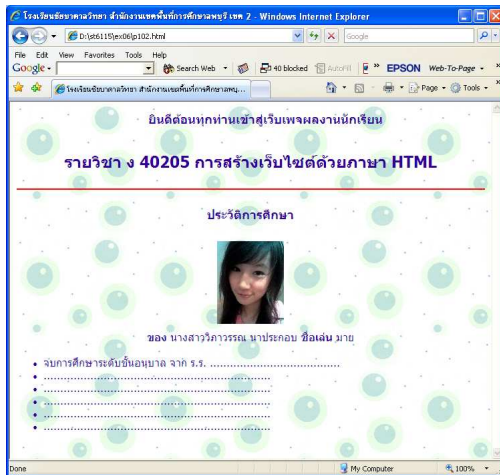 โรงเรียนชัยบาดาลวิทยา สำนักงานเขตพื้นที่การศึกษาลพบุรี เขต 2 - Windows Internet Explorer
D:\st6115\ex06\p102.html
Google
File Edit View Favorites Tools Help
Google Search Web 40 blocked AutoFill EPSON Web-To-Page
โรงเรียนชัยบาดาลวิทยา สำนักงานเขตพื้นที่การศึกษาลพบุ... Page Tools
ยินดีต้อนทุกท่านเข้าสู่เว็บเพจผลงานนักเรียน
รายวิชา ง 40205 การสร้างเว็บไซต์ด้วยภาษา HTML
ประวัติการศึกษา
ของ นางสาววิภาวรรณ นาประกอบ ชื่อเล่น มาย
จบการศึกษาระดับชั้นอนุบาล จาก ร.ร. ..........................................
Done My Computer 100%